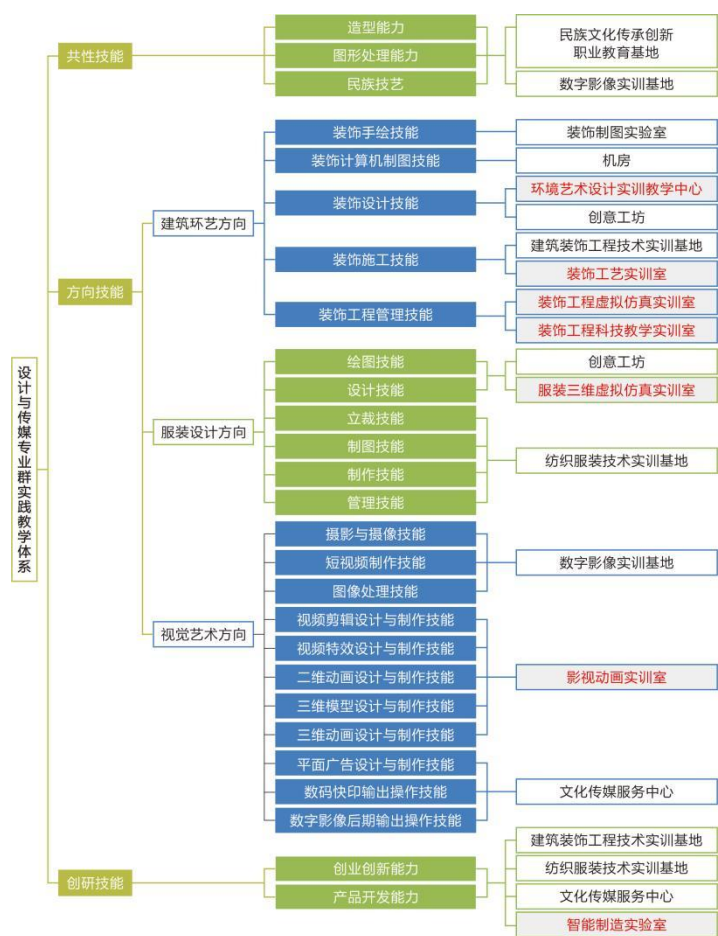 设计与传媒专业群实践教学体系
共性技能
造型能力
图形处理能力
民族技艺
民族文化传承创新
职业教育基地
数字影像实训基地
方向技能
建筑环艺方向
装饰手绘技能
装饰制图实验室
装饰计算机制图技能
机房
装饰设计技能
环境艺术设计实训教学中心
创意工坊
装饰施工技能
建筑装饰工程技术实训基地
装饰工艺实训室
装饰工程管理技能
装饰工程虚拟仿真实训室
装饰工程科技教学实训室
服装设计方向
绘图技能
设计技能
创意工坊
服装三维虚拟仿真实训室
立裁技能
制图技能
制作技能
管理技能
纺织服装技术实训基地
视觉艺术方向
摄影与摄像技能
短视频制作技能
图像处理技能
数字影像实训基地
视频剪辑设计与制作技能
视频特效设计与制作技能
二维动画设计与制作技能
三维模型设计与制作技能
三维动画设计与制作技能
影视动画实训室
平面广告设计与制作技能
数码快印输出操作技能
数字影像后期输出操作技能
文化传媒服务中心
创研技能
创业创新能力
产品开发能力
建筑装饰工程技术实训基地
纺织服装技术实训基地
文化传媒服务中心
智能制造实验室